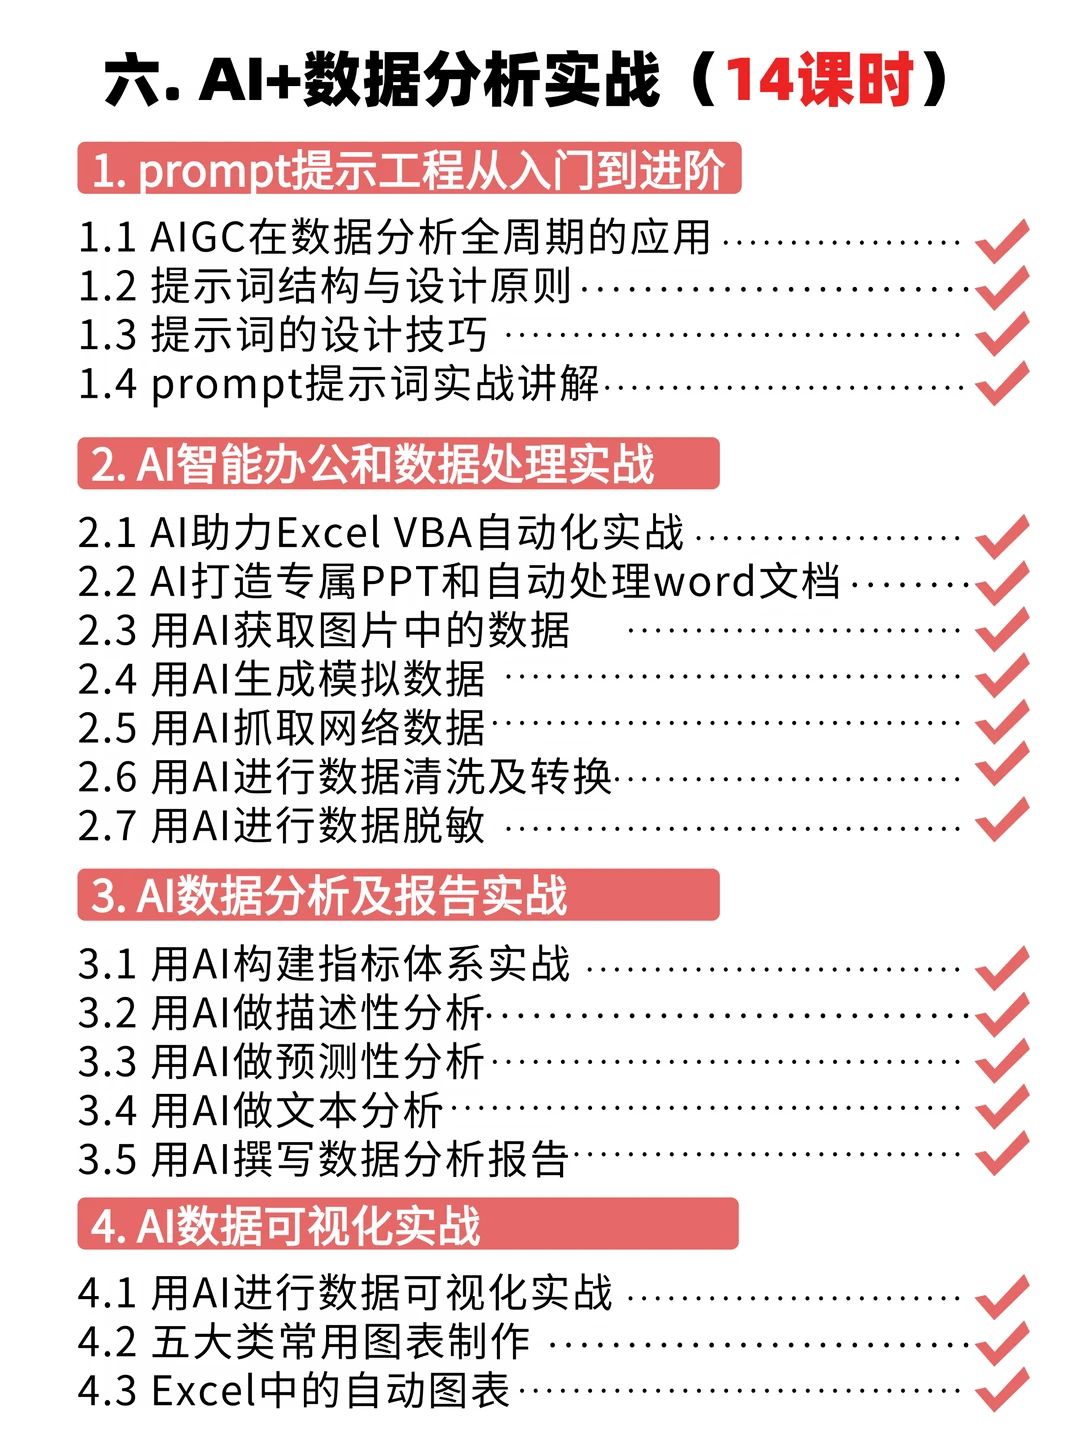 六. AI+数据分析实战（14课时）
1. prompt提示工程从入门到进阶
1.1 AIGC在数据分析全周期的应用
1.2 提示词结构与设计原则
1.3 提示词的设计技巧
1.4 prompt提示词实战讲解
2. AI智能办公和数据处理实战
2.1 AI助力Excel VBA自动化实战
2.2 AI打造专属PPT和自动处理word文档
2.3 用AI获取图片中的数据
2.4 用AI生成模拟数据
2.5 用AI抓取网络数据
2.6 用AI进行数据清洗及转换
2.7 用AI进行数据脱敏
3. AI数据分析及报告实战
3.1 用AI构建指标体系实战
3.2 用AI做描述性分析
3.3 用AI做预测性分析
3.4 用AI做文本分析
3.5 用AI撰写数据分析报告
4. AI数据可视化实战
4.1 用AI进行数据可视化实战
4.2 五大类常用图表制作
4.3 Excel中的自动图表